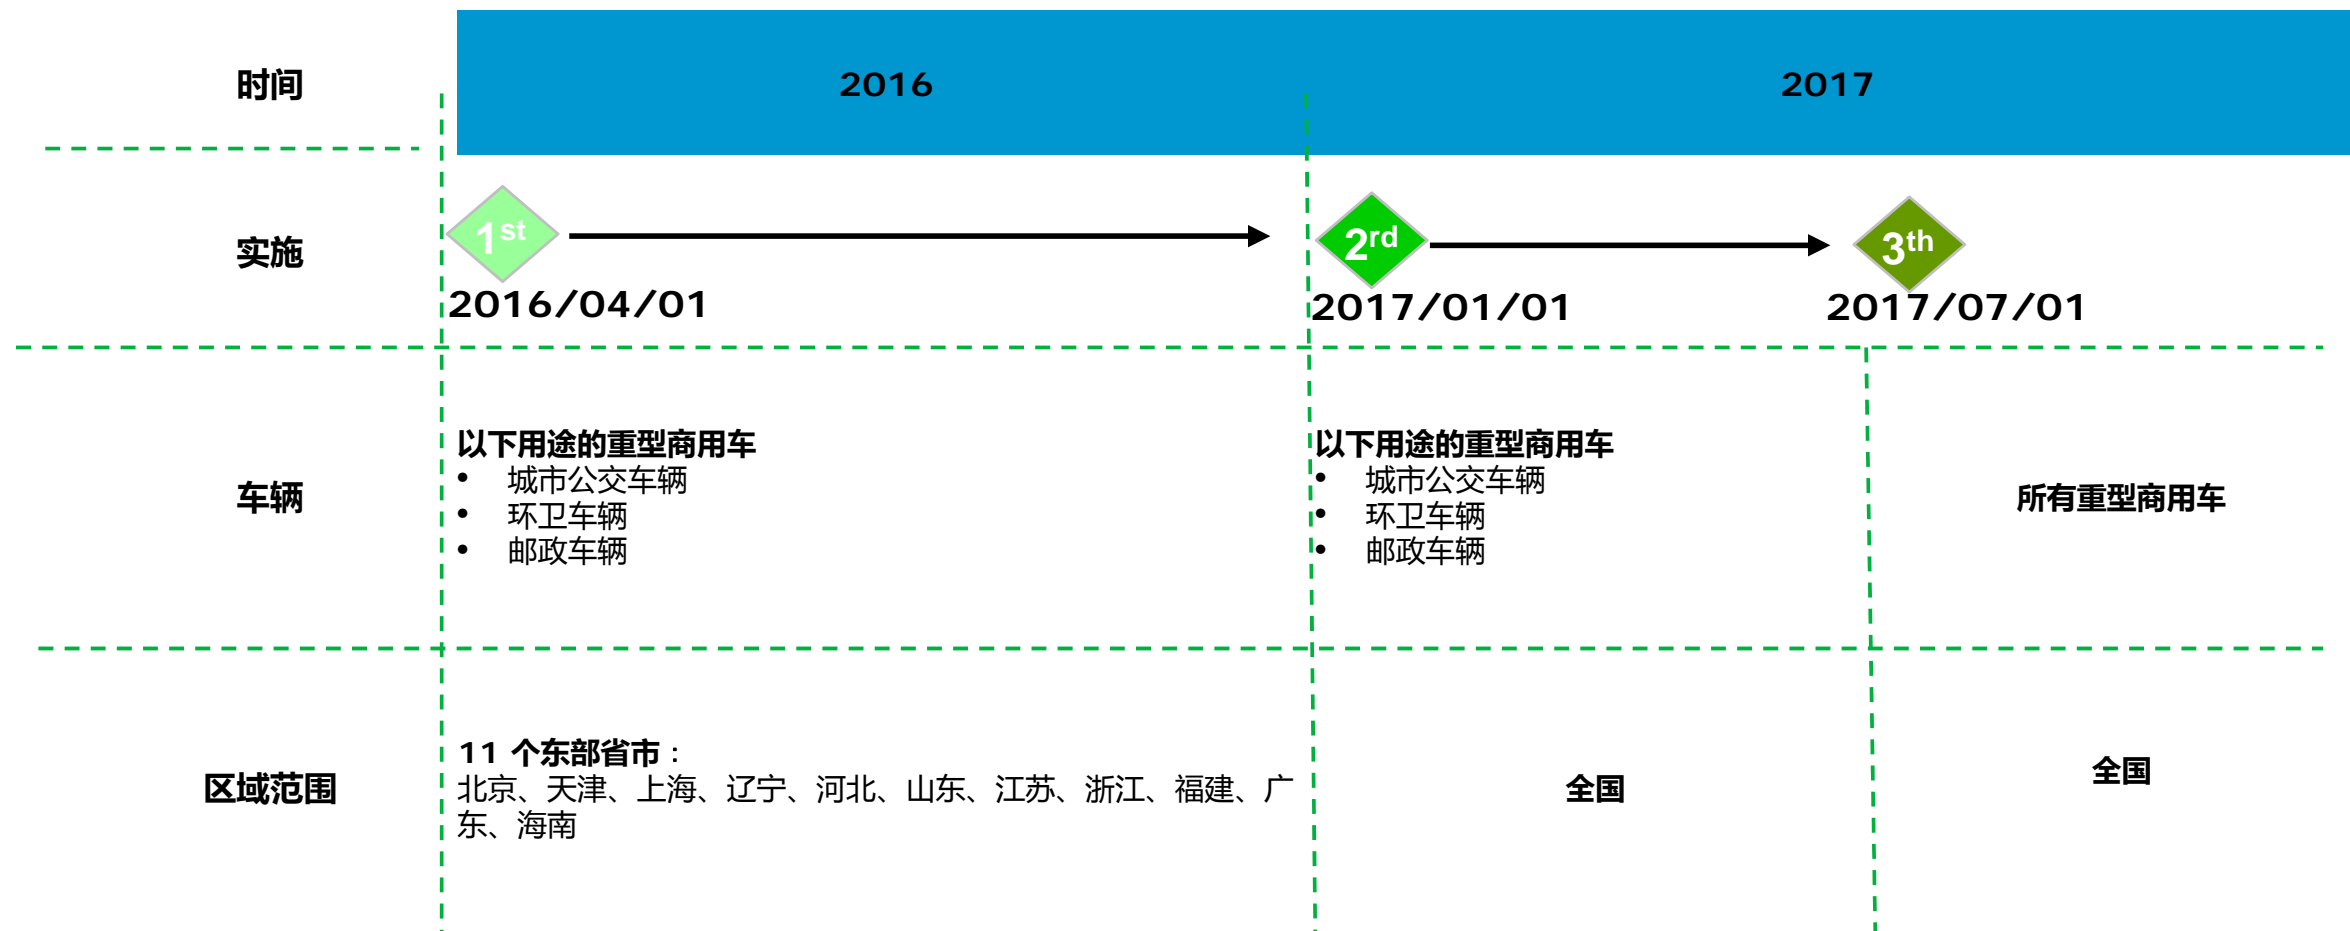 时间
2016
2017
实施
1st
2rd
3th
2016/04/01
2017/01/01
2017/07/01
车辆
以下用途的重型商用车
• 城市公交车辆
• 环卫车辆
• 邮政车辆
以下用途的重型商用车
• 城市公交车辆
• 环卫车辆
• 邮政车辆
所有重型商用车
区域范围
11 个东部省市：
北京、天津、上海、辽宁、河北、山东、江苏、浙江、福建、广
东、海南
全国
全国